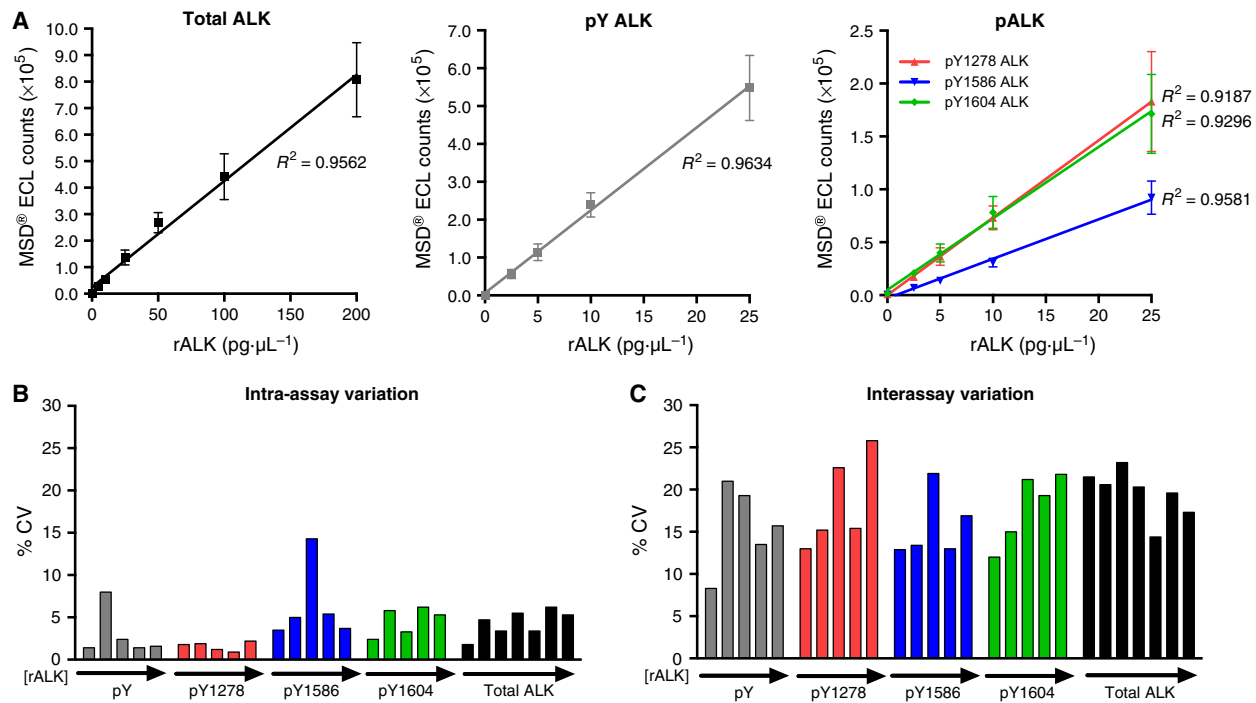 A
Total ALK
MSD® ECL counts (×10⁵)
10.0
9.0
8.0
7.0
6.0
5.0
4.0
3.0
2.0
1.0
0.0
R² = 0.9562
0 50 100 150 200
rALK (pg·µL⁻¹)
pY ALK
MSD® ECL counts (×10⁵)
7.0
6.0
5.0
4.0
3.0
2.0
1.0
0.0
R² = 0.9634
0 5 10 15 20 25
rALK (pg·µL⁻¹)
pALK
MSD® ECL counts (×10⁵)
2.5
2.0
1.5
1.0
0.5
0.0
pY1278 ALK
pY1586 ALK
pY1604 ALK
R² = 0.9187
R² = 0.9296
R² = 0.9581
0 5 10 15 20 25
rALK (pg·µL⁻¹)
B
Intra-assay variation
% CV
30
25
20
15
10
5
0
[rALK]
pY pY1278 pY1586 pY1604 Total ALK
C
Interassay variation
% CV
30
25
20
15
10
5
0
[rALK]
pY pY1278 pY1586 pY1604 Total ALK